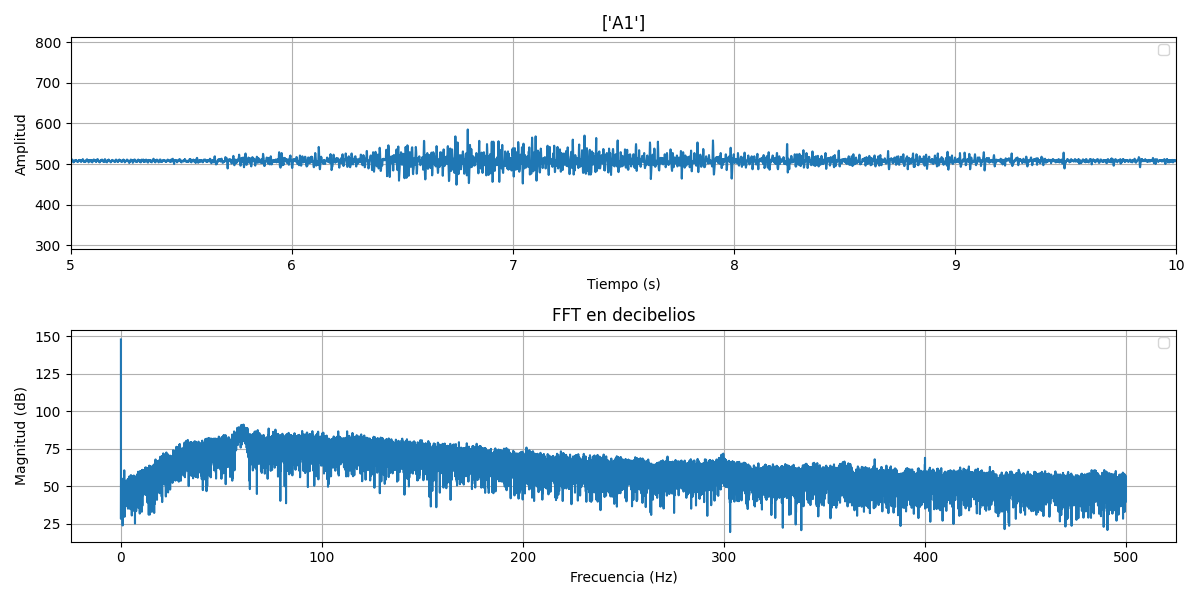 ['A1']
800
700
600
500
400
300
Amplitud
5 6 7 8 9 10
Tiempo (s)
FFT en decibelios
150
125
100
75
50
25
Magnitud (dB)
0 100 200 300 400 500
Frecuencia (Hz)